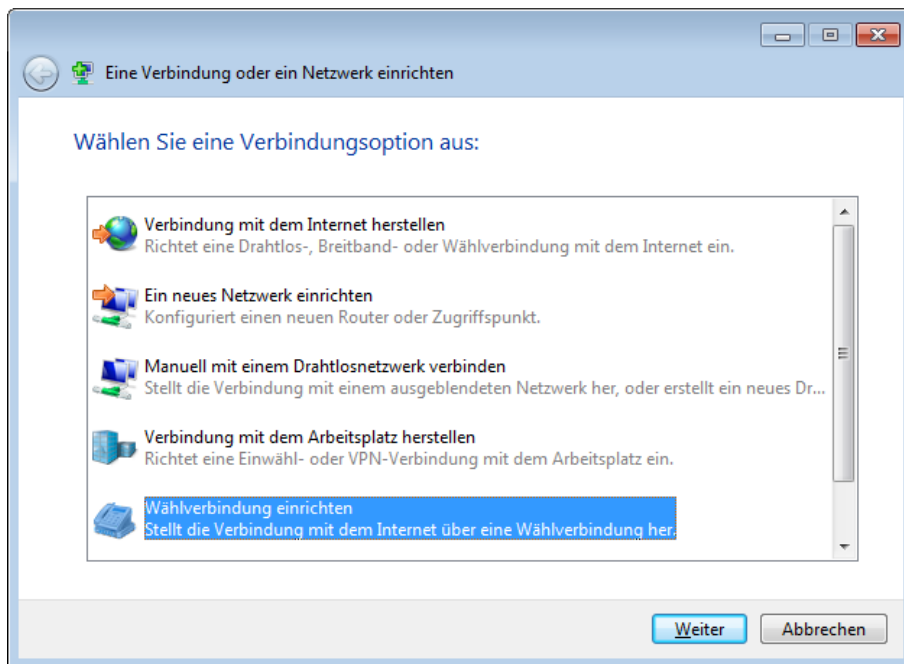 Eine Verbindung oder ein Netzwerk einrichten
Wählen Sie eine Verbindungsoption aus:
Verbindung mit dem Internet herstellen
Richtet eine Drahtlos-, Breitband- oder Wählverbindung mit dem Internet ein.
Ein neues Netzwerk einrichten
Konfiguriert einen neuen Router oder Zugriffspunkt.
Manuell mit einem Drahtlosnetzwerk verbinden
Stellt die Verbindung mit einem ausgeblendeten Netzwerk her, oder erstellt ein neues Dr...
Verbindung mit dem Arbeitsplatz herstellen
Richtet eine Einwähl- oder VPN-Verbindung mit dem Arbeitsplatz ein.
Wählverbindung einrichten
Stellt die Verbindung mit dem Internet über eine Wählverbindung her.
Weiter Abbrechen